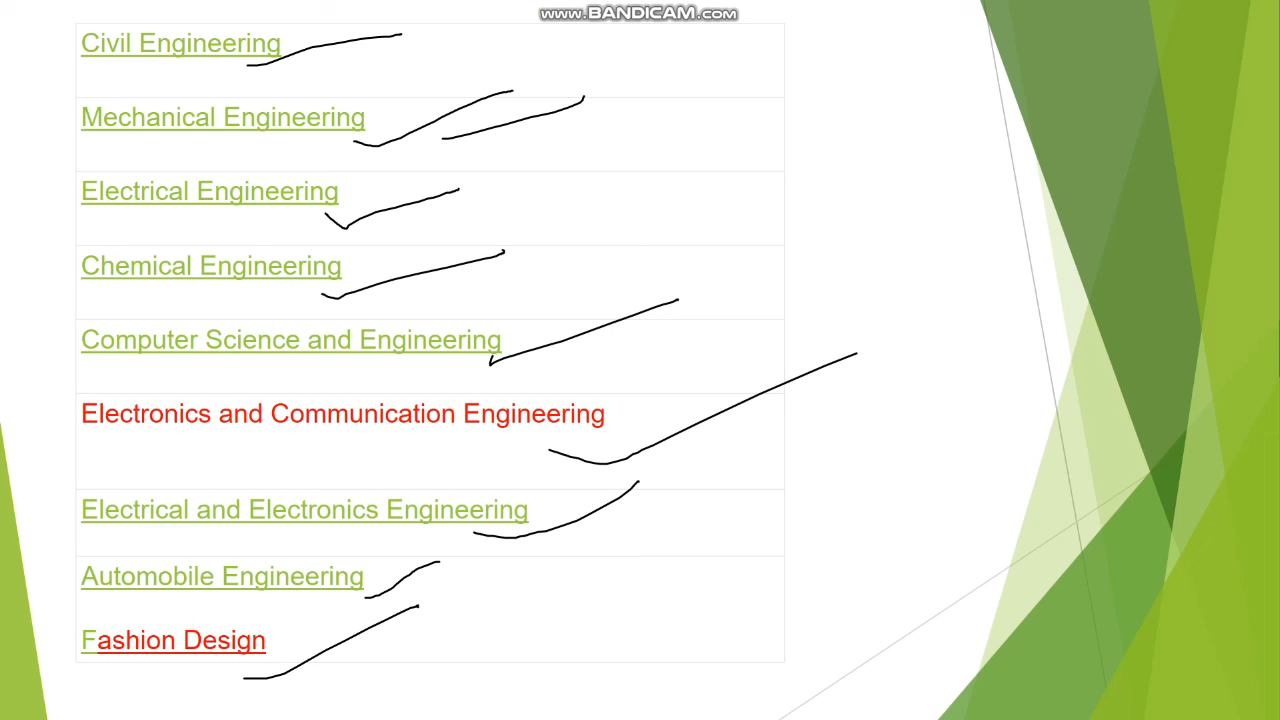 www.BANDICAM.com
Civil Engineering
Mechanical Engineering
Electrical Engineering
Chemical Engineering
Computer Science and Engineering
Electronics and Communication Engineering
Electrical and Electronics Engineering
Automobile Engineering
Fashion Design